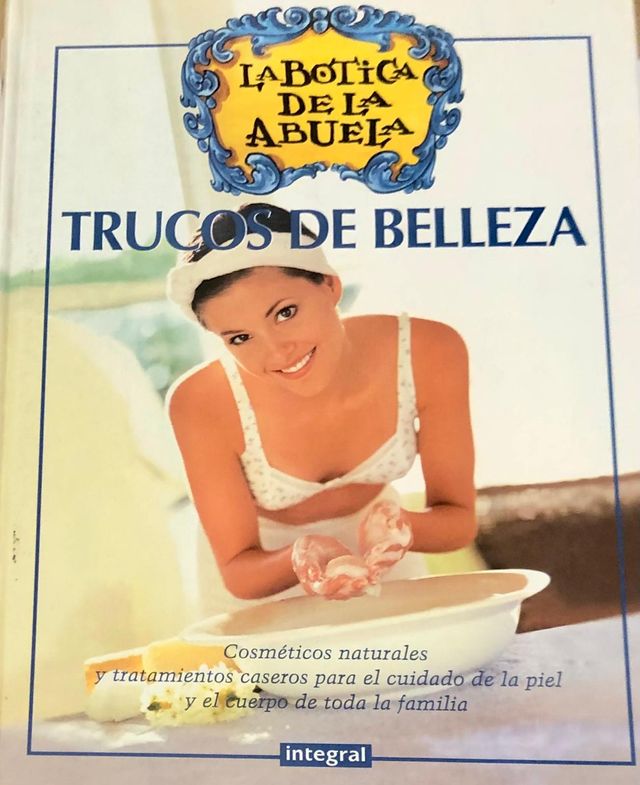 LA BOTICA
DE LA
ABUELA
TRUCOS DE BELLEZA
Cosméticos naturales
y tratamientos caseros para el cuidado de la piel
y el cuerpo de toda la familia
integral